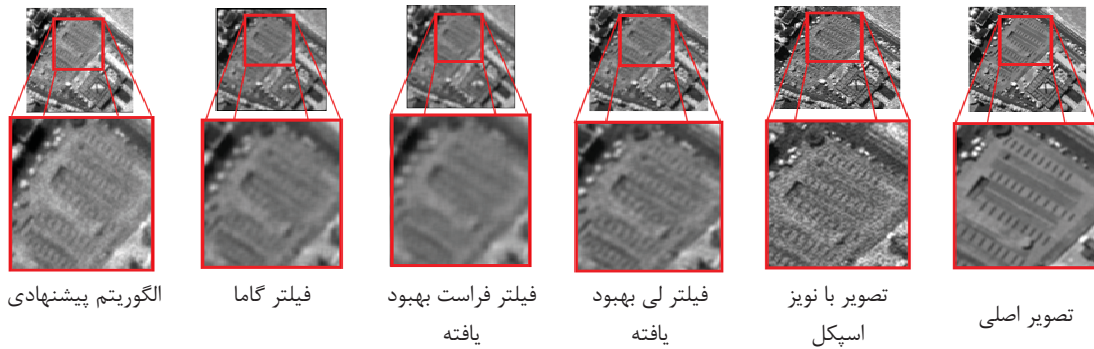 تصویر اصلی
تصویر با نویز
اسپکل
فیلتر لی بهبود
یافته
فیلتر فراست بهبود
یافته
فیلتر گاما
الگوریتم پیشنهادی